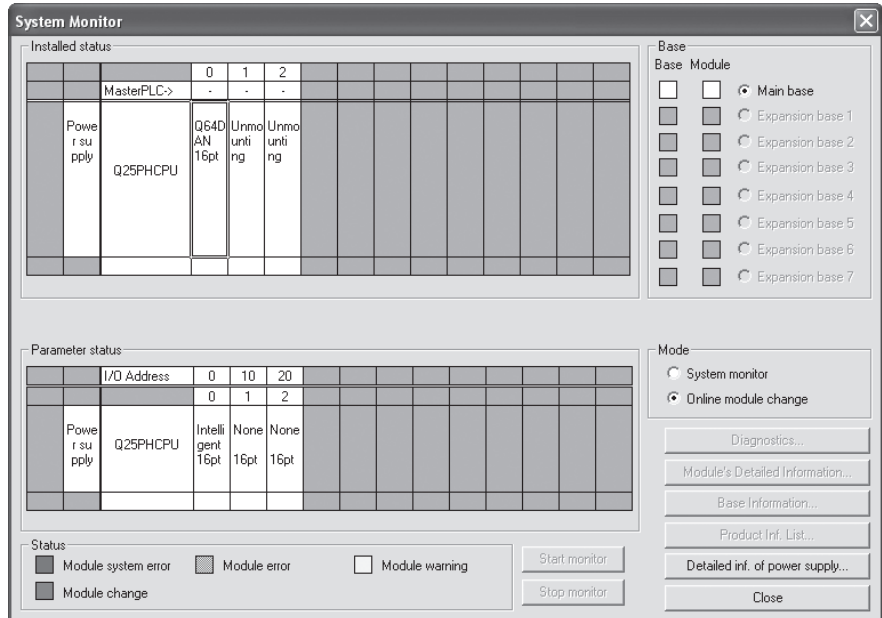 System Monitor
Installed status
0 1 2
MasterPLC-> - - -
Powe
r su
pply
Q25PHCPU
Q64D
AN
16pt
Unmo
unti
ng
Unmo
unti
ng
Base
Base Module
Main base
Expansion base 1
Expansion base 2
Expansion base 3
Expansion base 4
Expansion base 5
Expansion base 6
Expansion base 7
Parameter status
I/O Address 0 10 20
0 1 2
Powe
r su
pply
Q25PHCPU
Intelli
gent
16pt
None
16pt
None
16pt
Mode
System monitor
Online module change
Diagnostics...
Module's Detailed Information...
Base Information...
Product Inf. List...
Detailed inf. of power supply...
Close
Status
Module system error
Module error
Module warning
Module change
Start monitor
Stop monitor